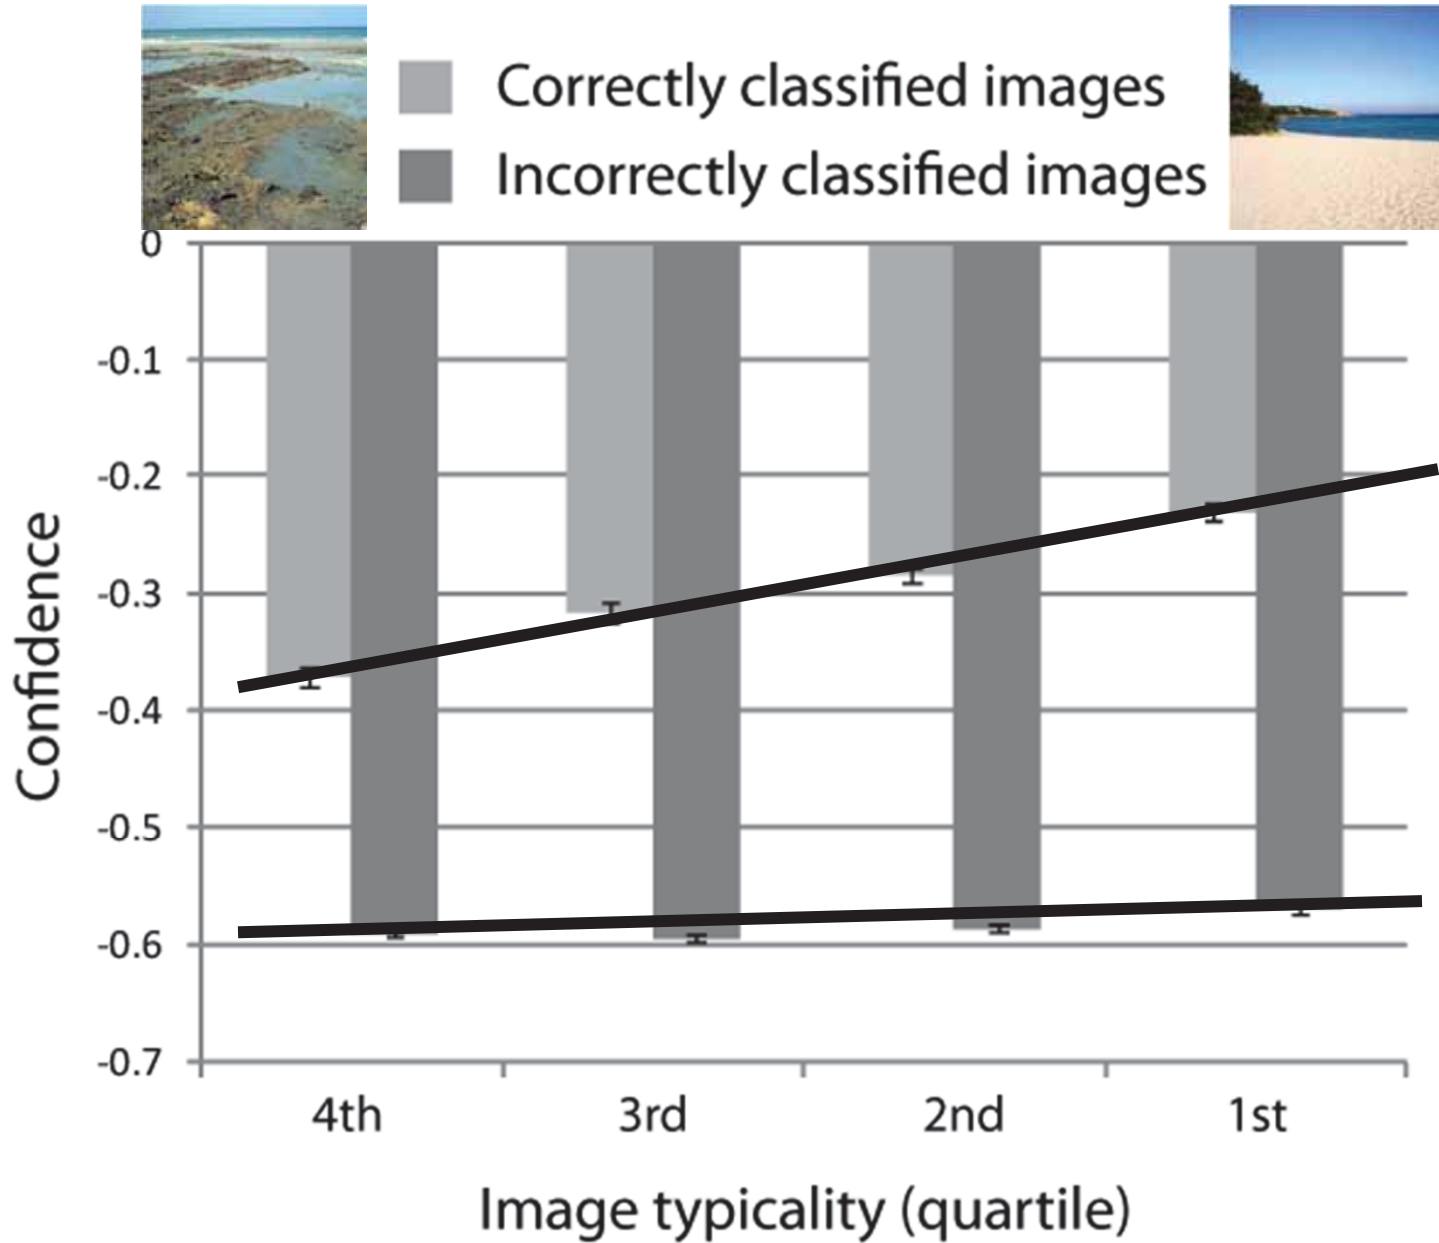 Correctly classified images
Incorrectly classified images
0
-0.1
-0.2
-0.3
-0.4
-0.5
-0.6
-0.7
Confidence
4th 3rd 2nd 1st
Image typicality (quartile)